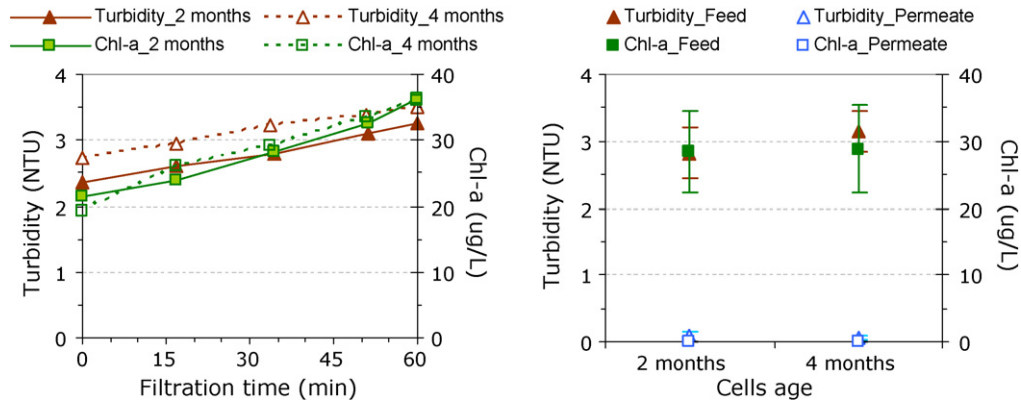 Turbidity_2 months
Turbidity_4 months
Chl-a_2 months
Chl-a_4 months
4
3
2
1
0
Turbidity (NTU)
40
30
20
10
0
Chl-a (ug/L)
0
15
30
45
60
Filtration time (min)
Turbidity_Feed
Turbidity_Permeate
Chl-a_Feed
Chl-a_Permeate
4
3
2
1
0
Turbidity (NTU)
40
30
20
10
0
Chl-a (ug/L)
2 months
4 months
Cells age